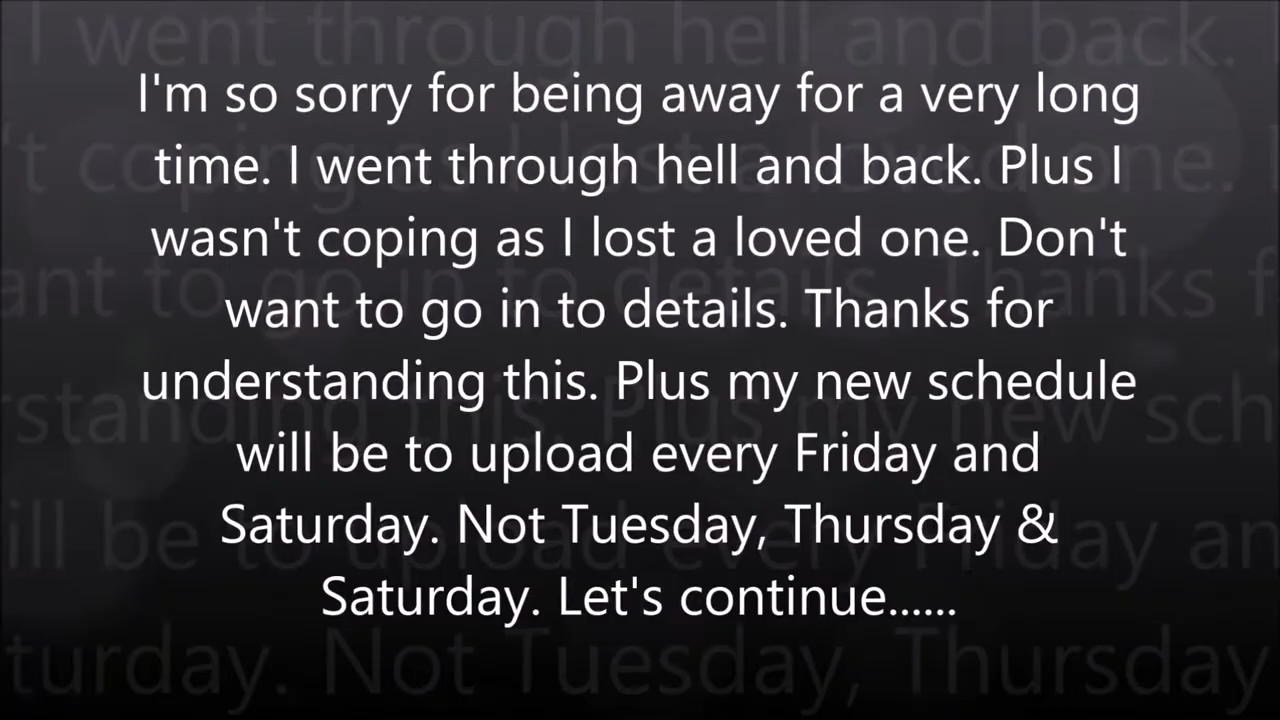 I'm so sorry for being away for a very long
time. I went through hell and back. Plus I
wasn't coping as I lost a loved one. Don't
want to go in to details. Thanks for
understanding this. Plus my new schedule
will be to upload every Friday and
Saturday. Not Tuesday, Thursday &
Saturday. Let's continue......